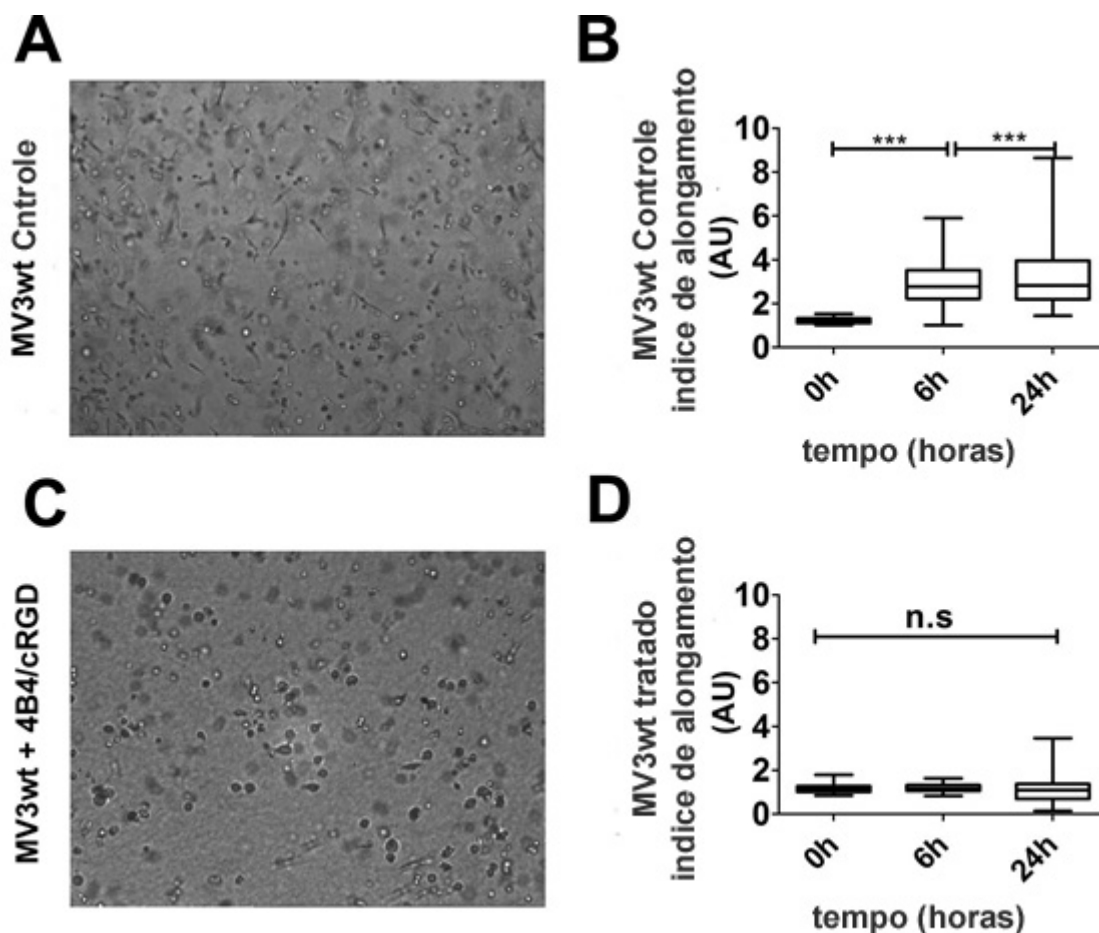 A
MV3wt Cntrole
B
MV3wt Controle
indice de alongamento
(AU)
10
8
6
4
2
0
***
***
0h
6h
24h
tempo (horas)
C
MV3wt + 4B4/cRGD
D
MV3wt tratado
indice de alongamento
(AU)
10
8
6
4
2
0
n.s
0h
6h
24h
tempo (horas)